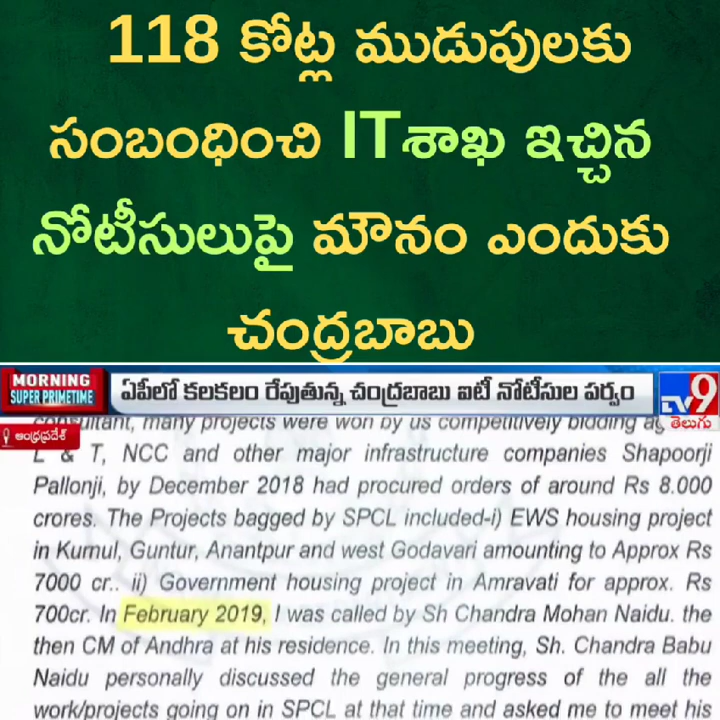 118 కోట్ల ముడుపులకు
సంబంధించి ITశాఖ ఇచ్చిన
నోటీసులుపై మౌనం ఎందుకు
చంద్రబాబు
MORNING
SUPER PRIMETIME
ఏపీలో కలకలం రేపుతున్న చంద్రబాబు ఐటీ నోటీసుల పర్వం
TV9
తెలుగు
ఆంధ్రప్రదేశ్
many projects were won by us competitively bidding
L & T, NCC and other major infrastructure companies Shapoorji
Pallonji, by December 2018 had procured orders of around Rs 8.000
crores. The Projects bagged by SPCL included-i) EWS housing project
in Kurnul, Guntur, Anantpur and west Godavari amounting to Approx Rs
7000 cr.. ii) Government housing project in Amravati for approx. Rs
700cr. In February 2019, I was called by Sh Chandra Mohan Naidu. the
then CM of Andhra at his residence. In this meeting, Sh. Chandra Babu
Naidu personally discussed the general progress of the all the
work/projects going on in SPCL at that time and asked me to meet his